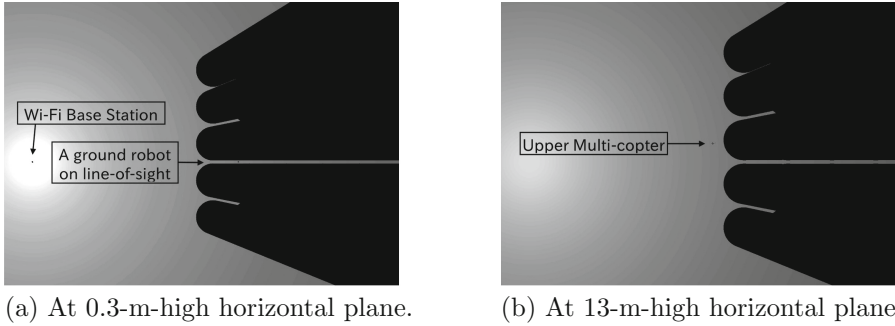 Wi-Fi Base Station
A ground robot
on line-of-sight
Upper Multi-copter
(a) At 0.3-m-high horizontal plane.
(b) At 13-m-high horizontal plane